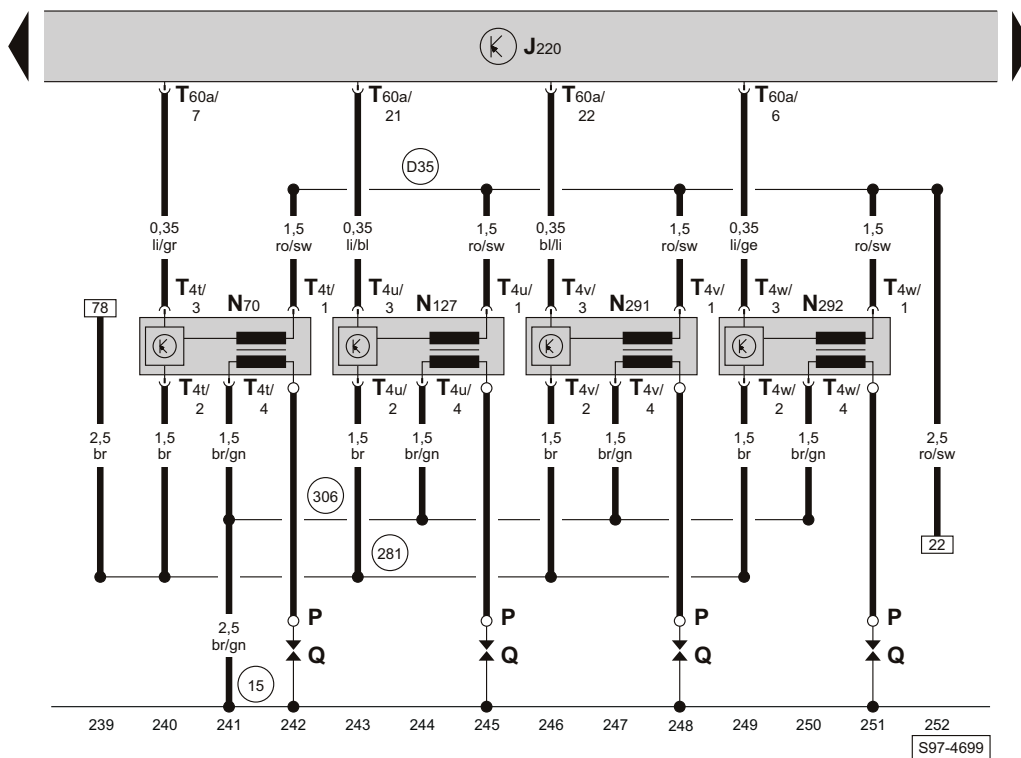 J220
T60a/ T60a/ T60a/ T60a/
7 21 22 6
D35
0,35 1,5 0,35 1,5 0,35 1,5 0,35 1,5
li/gr ro/sw li/bl ro/sw bl/li ro/sw li/ge ro/sw
T4t/ N70 T4t/ T4u/ N127 T4u/ T4v/ N291 T4v/ T4w/ N292 T4w/
78 3 1 3 1 3 1 3 1
T4t/ T4t/ T4u/ T4u/ T4v/ T4v/ T4w/ T4w/
2 4 2 4 2 4 2 4
2,5 1,5 1,5 1,5 1,5 1,5 1,5 1,5 1,5 2,5
br br br/gn br br/gn br br/gn br br/gn ro/sw
306
281 22
P P P P
2,5
br/gn Q Q Q Q
15
239 240 241 242 243 244 245 246 247 248 249 250 251 252
S97-4699